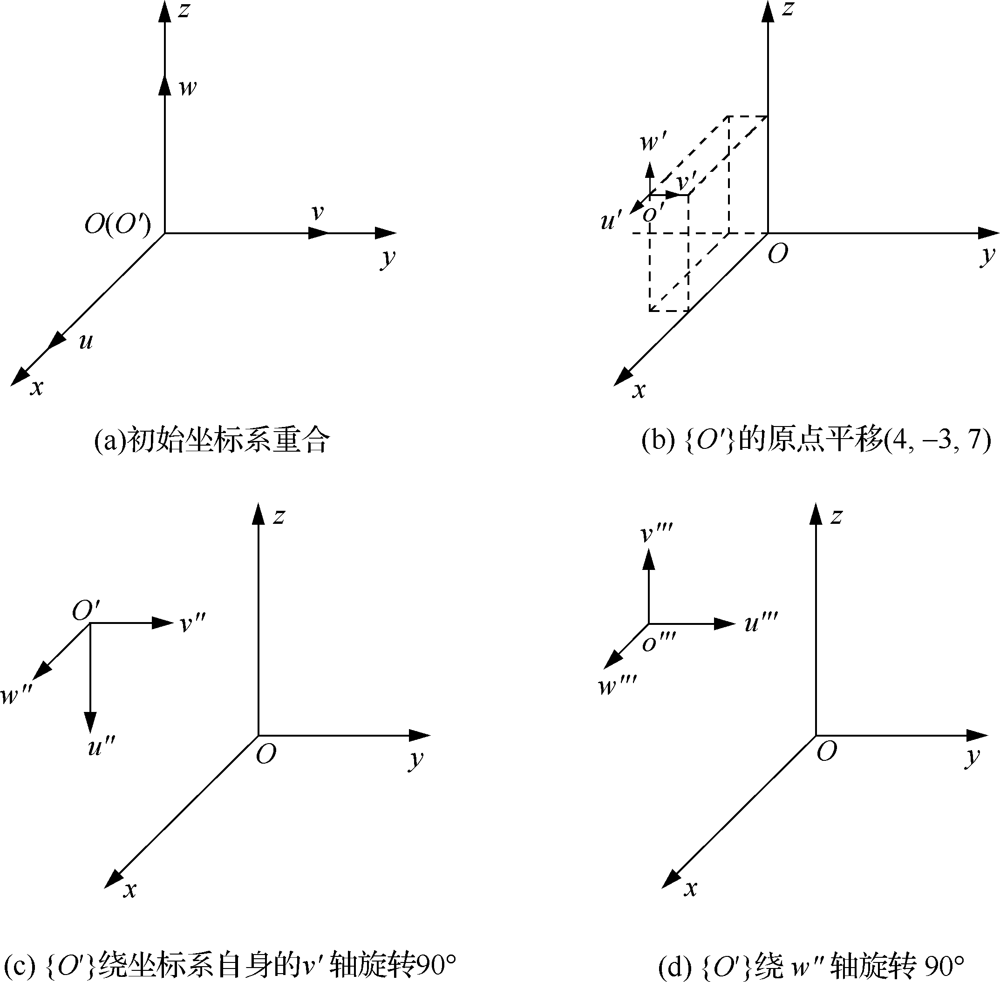 z
w
O(O′)
v
y
u
x
(a)初始坐标系重合
z
w′
v′
u′
o′
O
y
x
(b) {O′}的原点平移(4, –3, 7)
z
O′
v″
w″
u″
O
y
x
(c) {O′}绕坐标系自身的v′轴旋转90°
z
v‴
u‴
o‴
w‴
O
y
x
(d) {O′}绕 w″轴旋转 90°